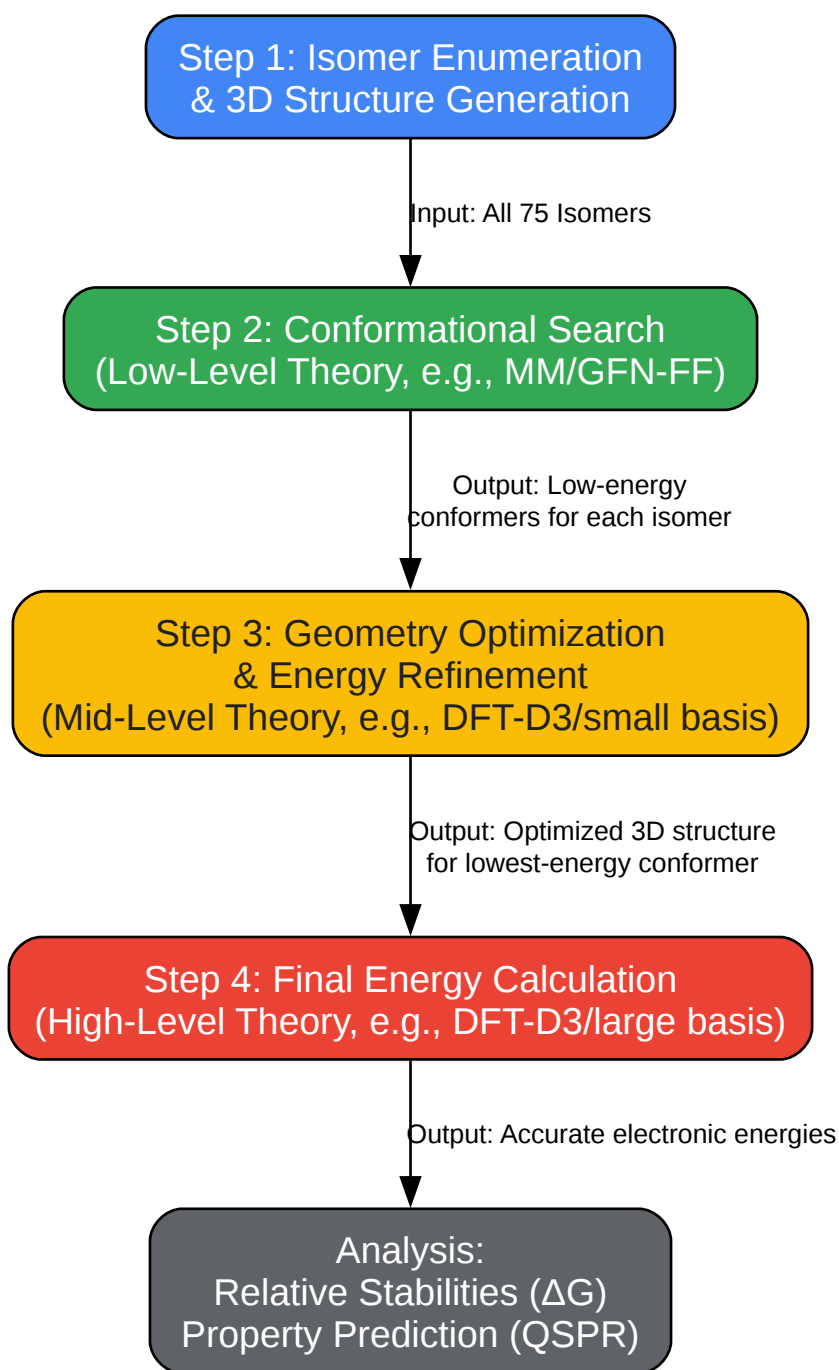 Step 1: Isomer Enumeration
& 3D Structure Generation
Input: All 75 Isomers
Step 2: Conformational Search
(Low-Level Theory, e.g., MM/GFN-FF)
Output: Low-energy
conformers for each isomer
Step 3: Geometry Optimization
& Energy Refinement
(Mid-Level Theory, e.g., DFT-D3/small basis)
Output: Optimized 3D structure
for lowest-energy conformer
Step 4: Final Energy Calculation
(High-Level Theory, e.g., DFT-D3/large basis)
Output: Accurate electronic energies
Analysis:
Relative Stabilities (ΔG)
Property Prediction (QSPR)